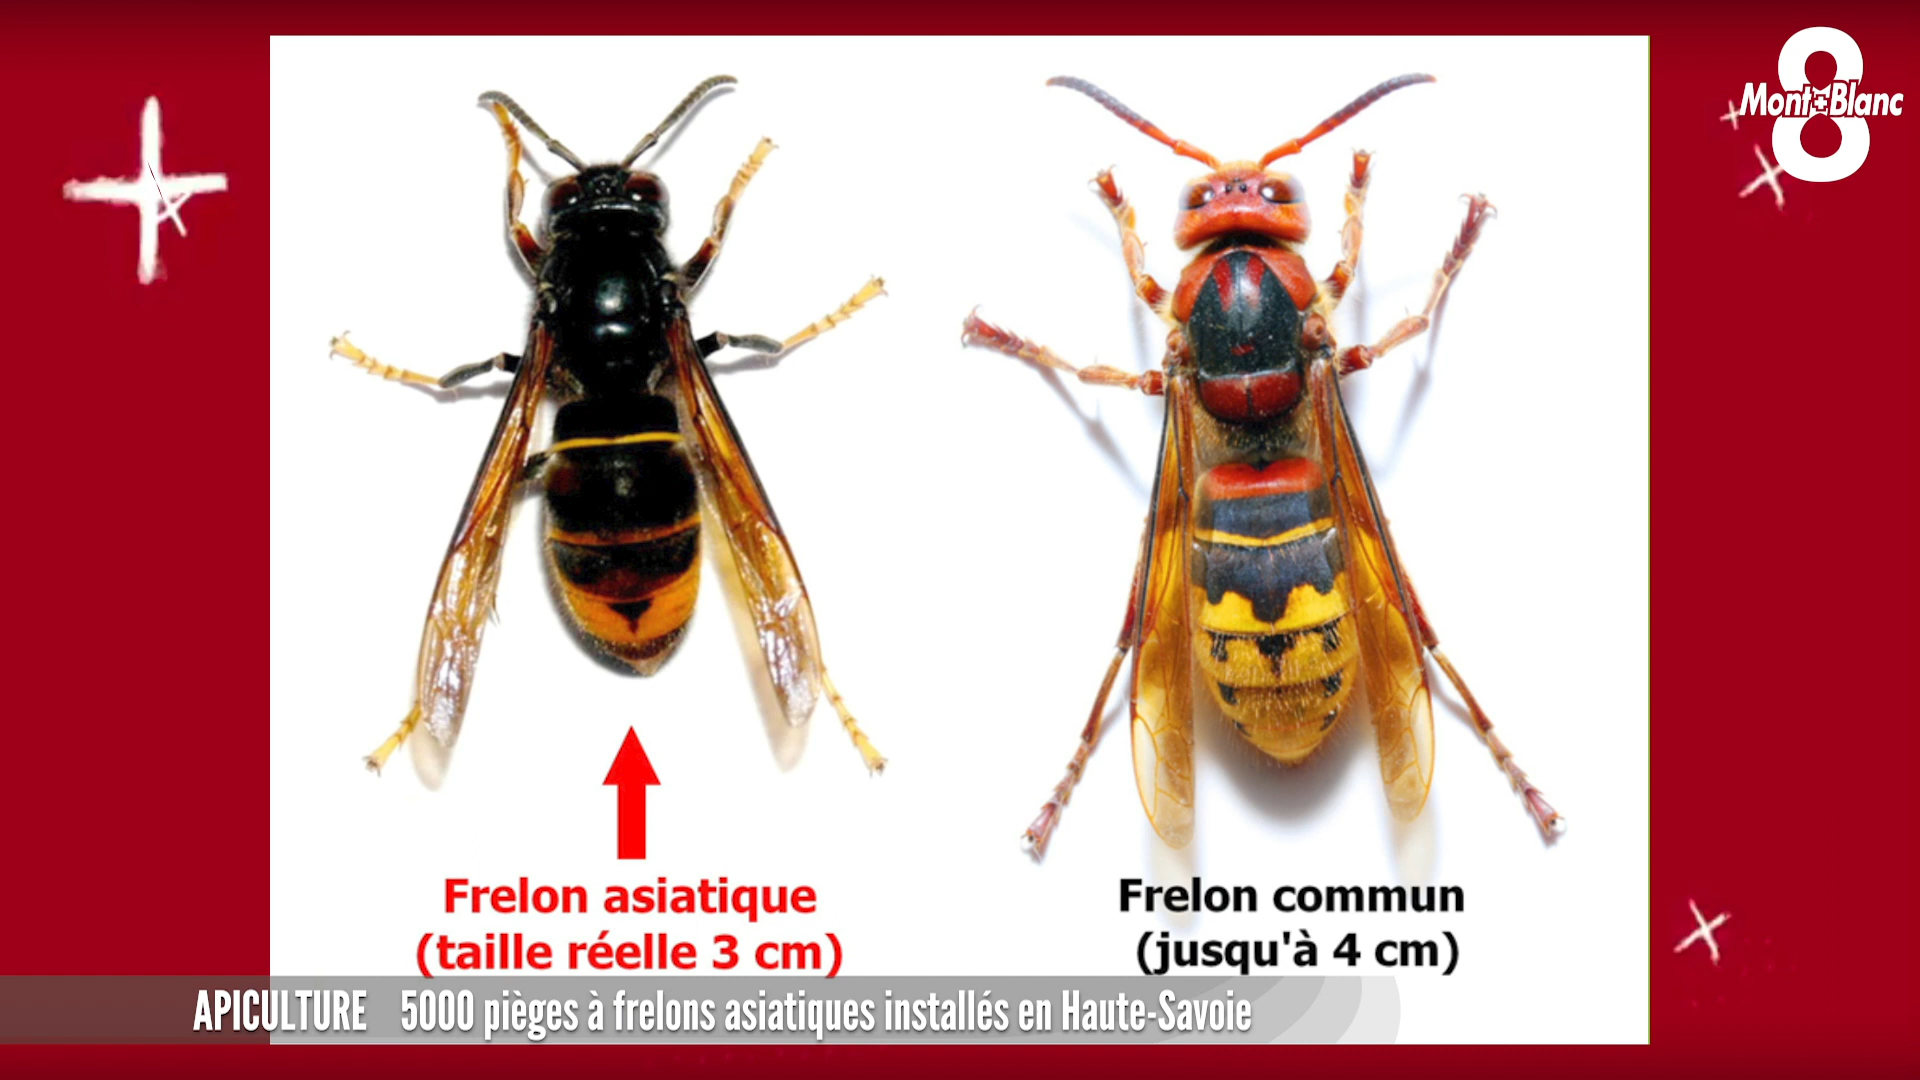 8
Mont Blanc
Frelon asiatique
(taille réelle 3 cm)
Frelon commun
(jusqu'à 4 cm)
APICULTURE 5000 pièges à frelons asiatiques installés en Haute-Savoie